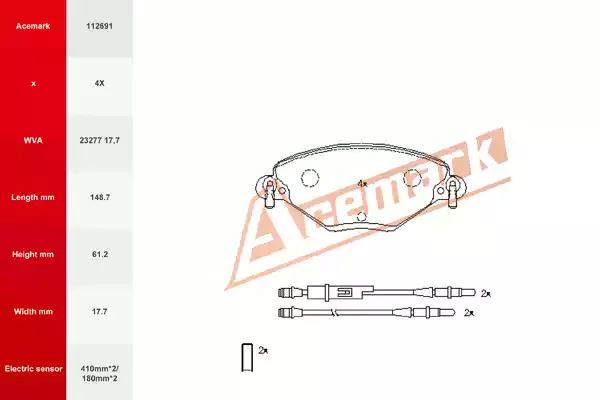 Acemark 112691
x 4X
WVA 23277 17,7
Length mm 148.7
Height mm 61.2
Width mm 17.7
Electric sensor 410mm*2/
180mm*2
4x
Acemark
2x
2x
2x